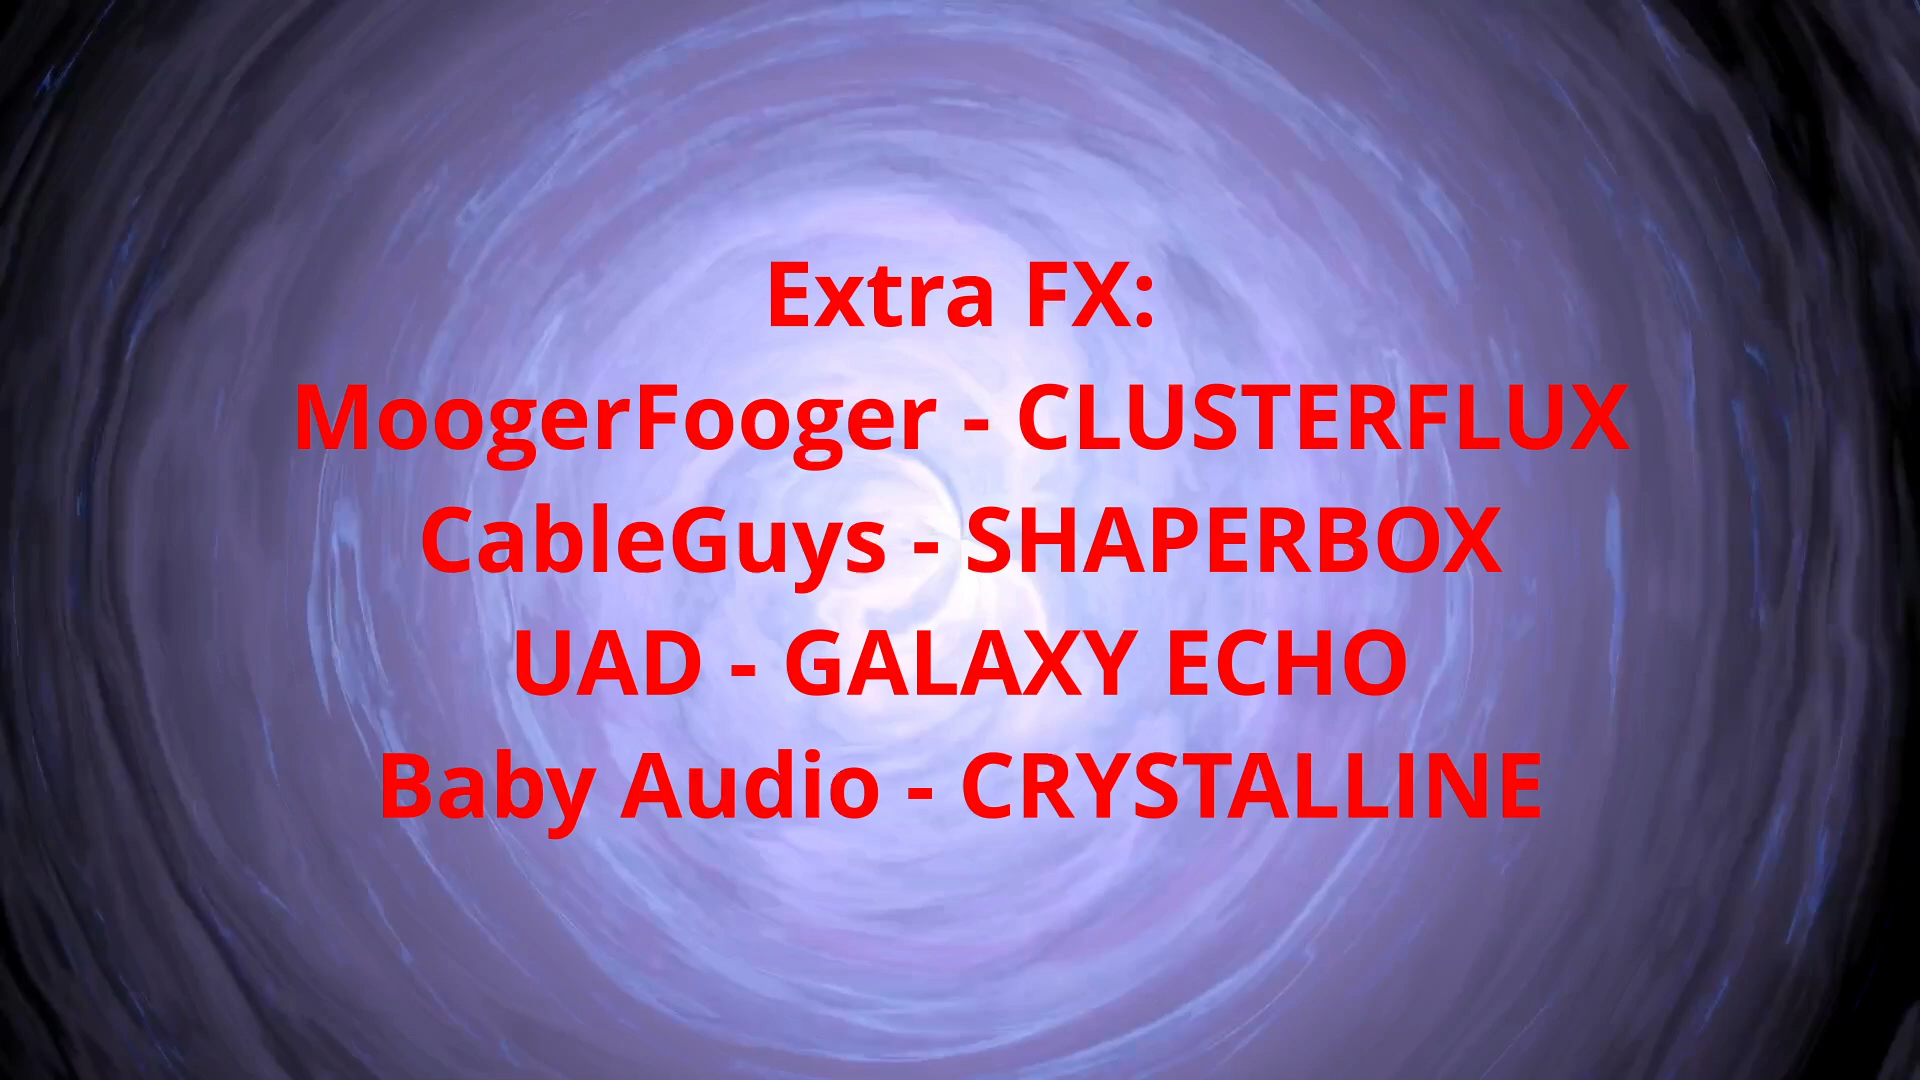 Extra FX:
MoogerFooger - CLUSTERFLUX
CableGuys - SHAPERBOX
UAD - GALAXY ECHO
Baby Audio - CRYSTALLINE